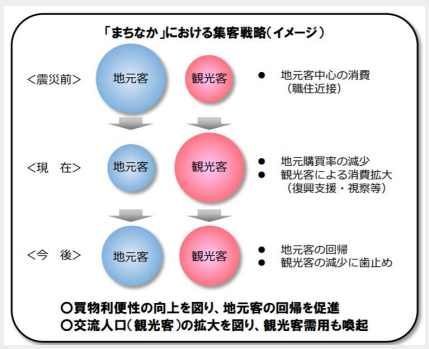 「まちなか」における集客戦略（イメージ）
＜震災前＞
地元客
観光客
● 地元客中心の消費
（職住近接）
＜現　在＞
地元客
観光客
● 地元購買率の減少
● 観光客による消費拡大
（復興支援・視察等）
＜今　後＞
地元客
観光客
● 地元客の回帰
● 観光客の減少に歯止め
○買物利便性の向上を図り、地元客の回帰を促進
○交流人口（観光客）の拡大を図り、観光客需用も喚起